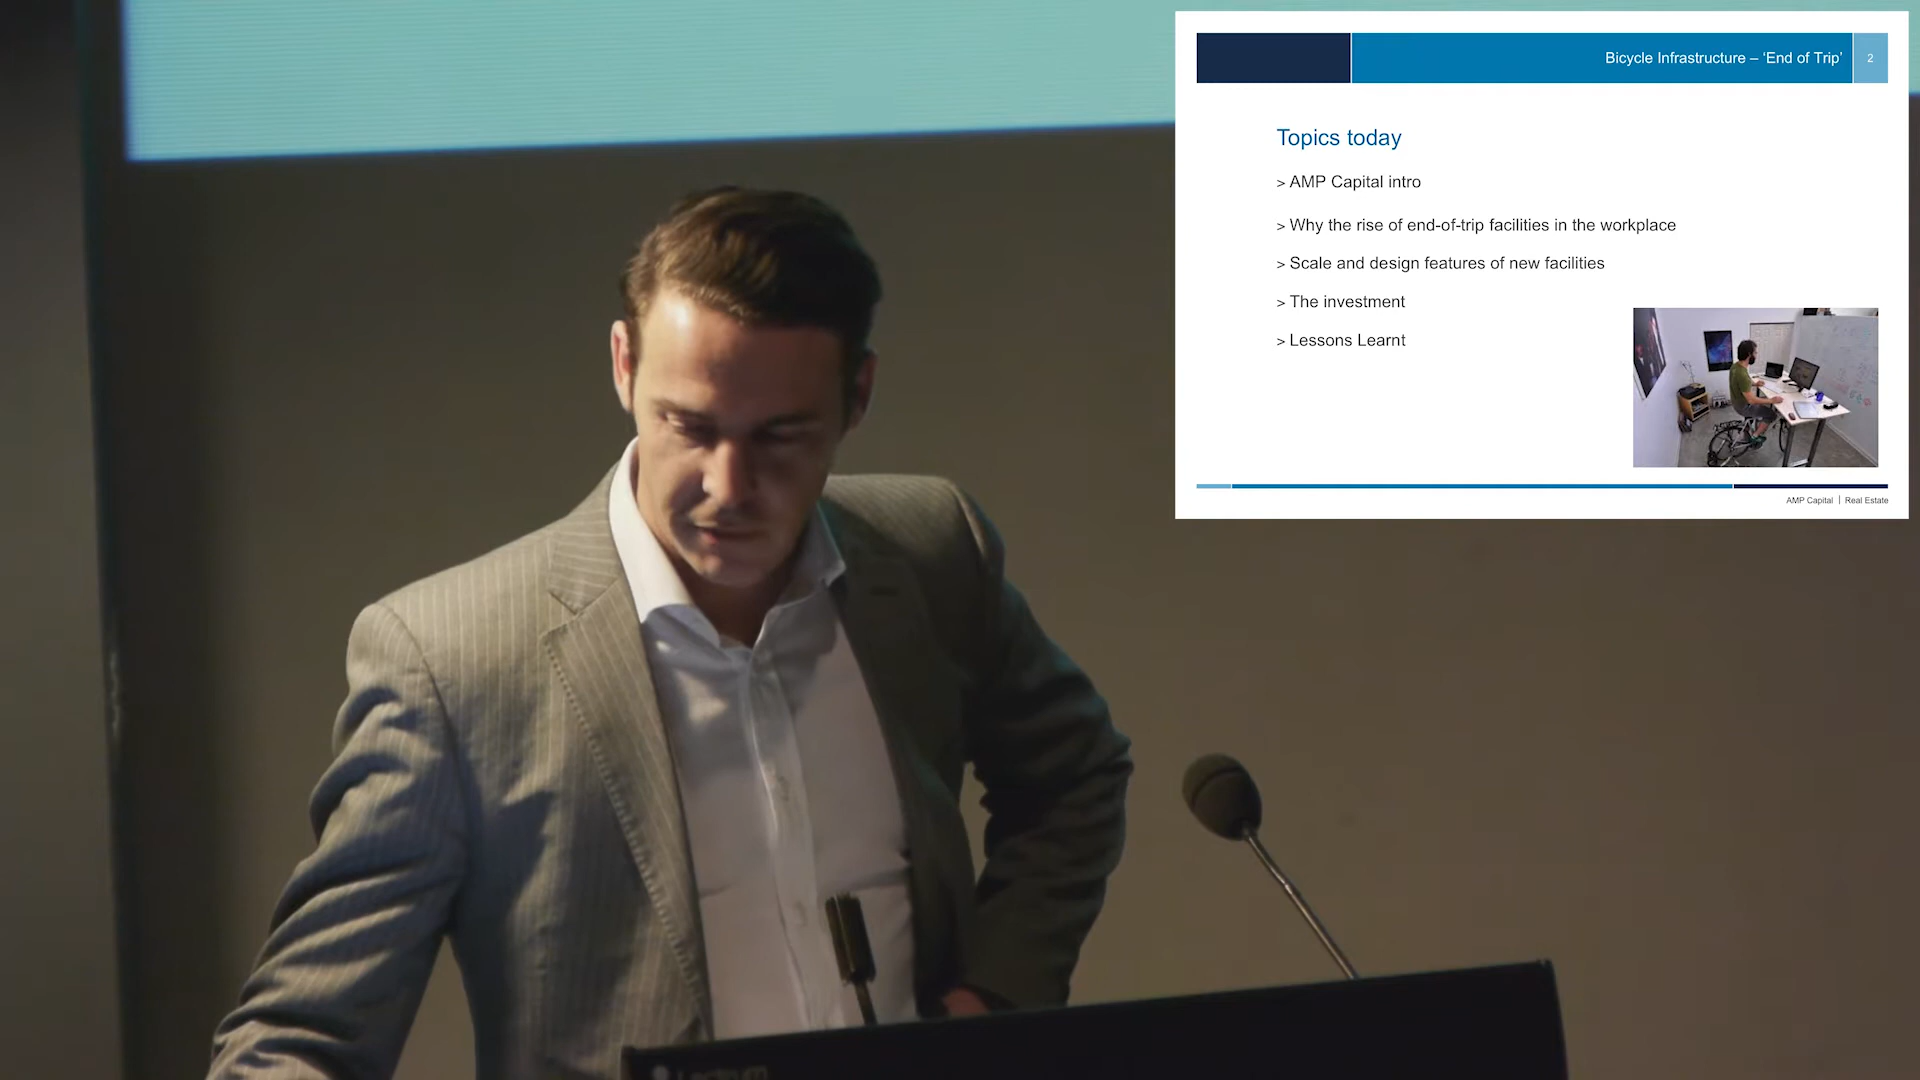 Bicycle Infrastructure – ‘End of Trip’ 2
Topics today
> AMP Capital intro
> Why the rise of end-of-trip facilities in the workplace
> Scale and design features of new facilities
> The investment
> Lessons Learnt
AMP Capital | Real Estate
Lectrum